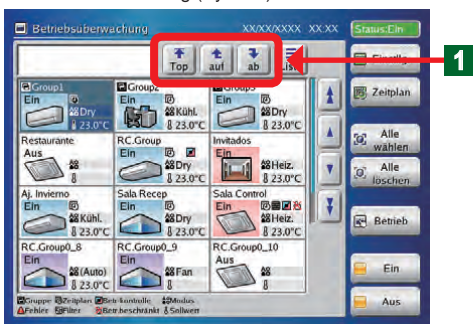 Betriebsüberwachung XX/XX/XXXX XX:XX Status:Ein
Top auf ab
1
Zeitplan
Alle wählen
Alle löschen
Betrieb
Ein
Aus
Group1
Ein
Dry
23.0°C
Group2
Ein
Kühl.
23.0°C
Group3
Ein
Dry
23.0°C
Restaurante
Aus
RC.Group
Ein
Dry
23.0°C
Invitados
Ein
Heiz.
23.0°C
Aj. Invierno
Ein
Kühl.
23.0°C
Sala Recep
Ein
Dry
23.0°C
Sala Control
Ein
Heiz.
23.0°C
RC.Group0_8
Ein
(Auto)
23.0°C
RC.Group0_9
Ein
Fan
RC.Group0_10
Aus
Gruppe Zeitplan Betr-kontrolle Modus
Fehler Filter Betr.beschränkt Sollwert